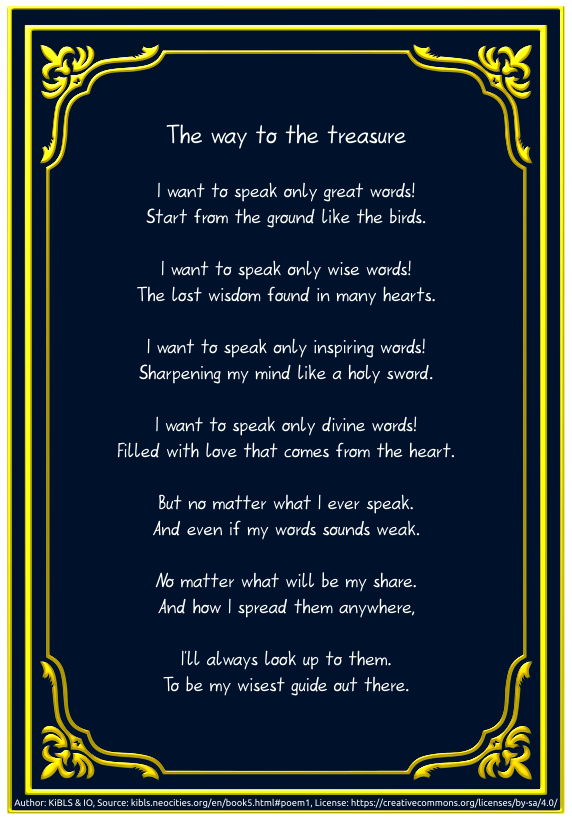 The way to the treasure
I want to speak only great words!
Start from the ground like the birds.
I want to speak only wise words!
The lost wisdom found in many hearts.
I want to speak only inspiring words!
Sharpening my mind like a holy sword.
I want to speak only divine words!
Filled with love that comes from the heart.
But no matter what I ever speak.
And even if my words sounds weak.
No matter what will be my share.
And how I spread them anywhere,
I'll always look up to them.
To be my wisest guide out there.
Author: KiBLS & IO, Source: kibls.neocities.org/en/book5.html#poem1, License: https://creativecommons.org/licenses/by-sa/4.0/